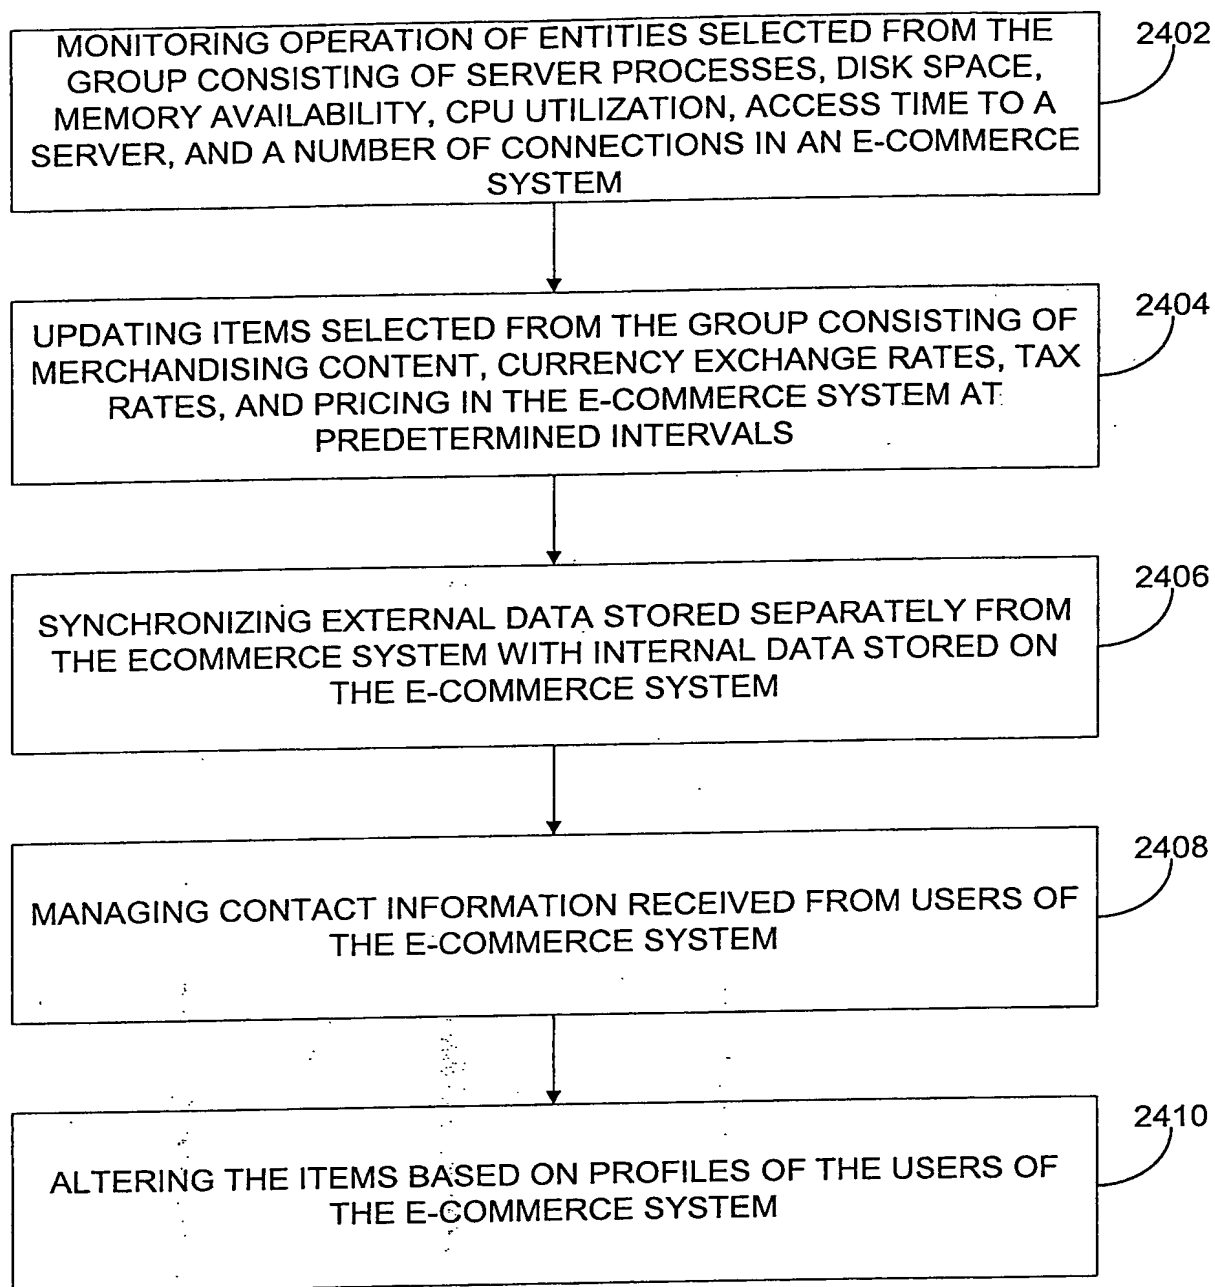 MONITORING OPERATION OF ENTITIES SELECTED FROM THE
GROUP CONSISTING OF SERVER PROCESSES, DISK SPACE,
MEMORY AVAILABILITY, CPU UTILIZATION, ACCESS TIME TO A
SERVER, AND A NUMBER OF CONNECTIONS IN AN E-COMMERCE
SYSTEM
2402
UPDATING ITEMS SELECTED FROM THE GROUP CONSISTING OF
MERCHANDISING CONTENT, CURRENCY EXCHANGE RATES, TAX
RATES, AND PRICING IN THE E-COMMERCE SYSTEM AT
PREDETERMINED INTERVALS
2404
SYNCHRONIZING EXTERNAL DATA STORED SEPARATELY FROM
THE ECOMMERCE SYSTEM WITH INTERNAL DATA STORED ON
THE E-COMMERCE SYSTEM
2406
MANAGING CONTACT INFORMATION RECEIVED FROM USERS OF
THE E-COMMERCE SYSTEM
2408
ALTERING THE ITEMS BASED ON PROFILES OF THE USERS OF
THE E-COMMERCE SYSTEM
2410